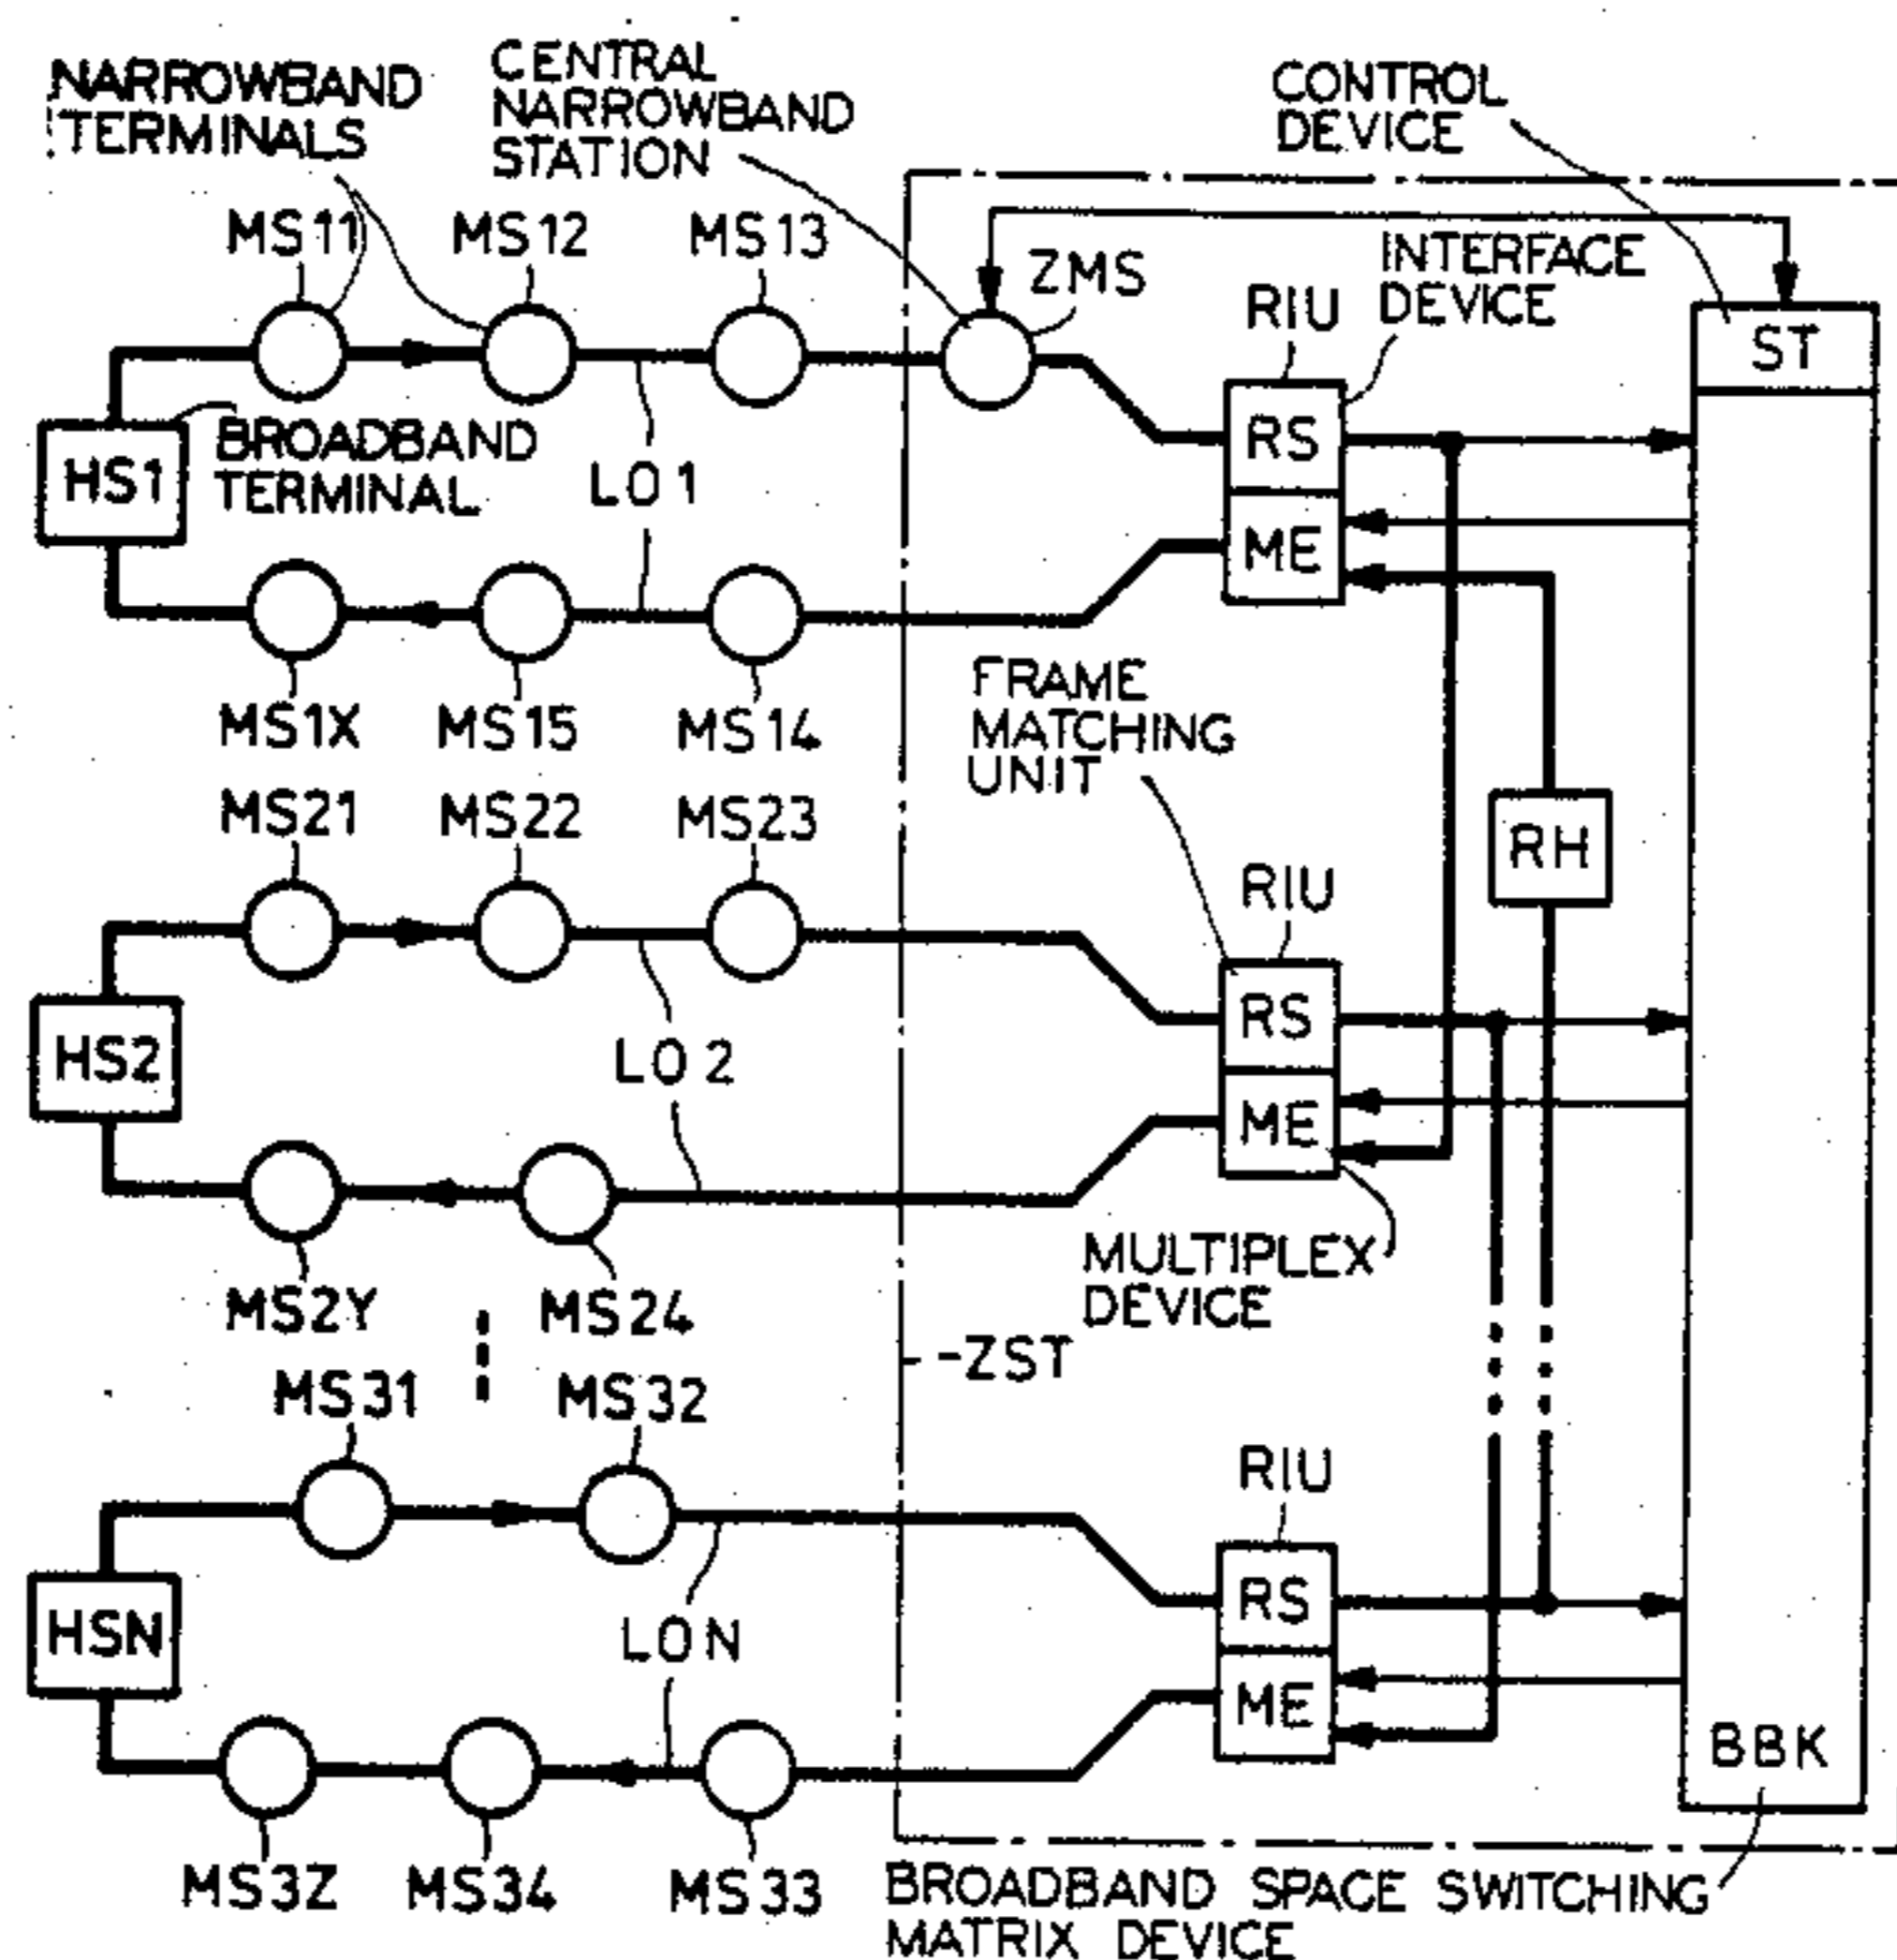 NARROWBAND
TERMINALS
CENTRAL
NARROWBAND
STATION
CONTROL
DEVICE
MS11
MS12
MS13
ZMS
INTERFACE
DEVICE
RIU
ST
RS
HS1
BROADBAND
TERMINAL
LO1
ME
MS1X
MS15
MS14
FRAME
MATCHING
UNIT
MS21
MS22
MS23
RH
RIU
RS
HS2
LO2
ME
MS2Y
MS24
MULTIPLEX
DEVICE
-ZST
MS31
MS32
RIU
RS
HSN
LON
ME
BBK
MS3Z
MS34
MS33
BROADBAND SPACE SWITCHING
MATRIX DEVICE